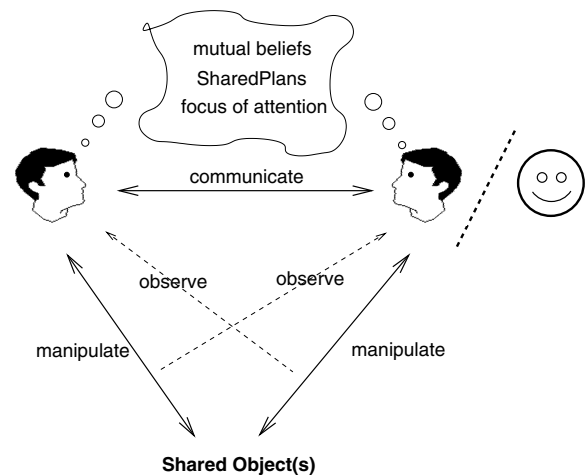 mutual beliefs
SharedPlans
focus of attention
communicate
observe
observe
manipulate
manipulate
Shared Object(s)